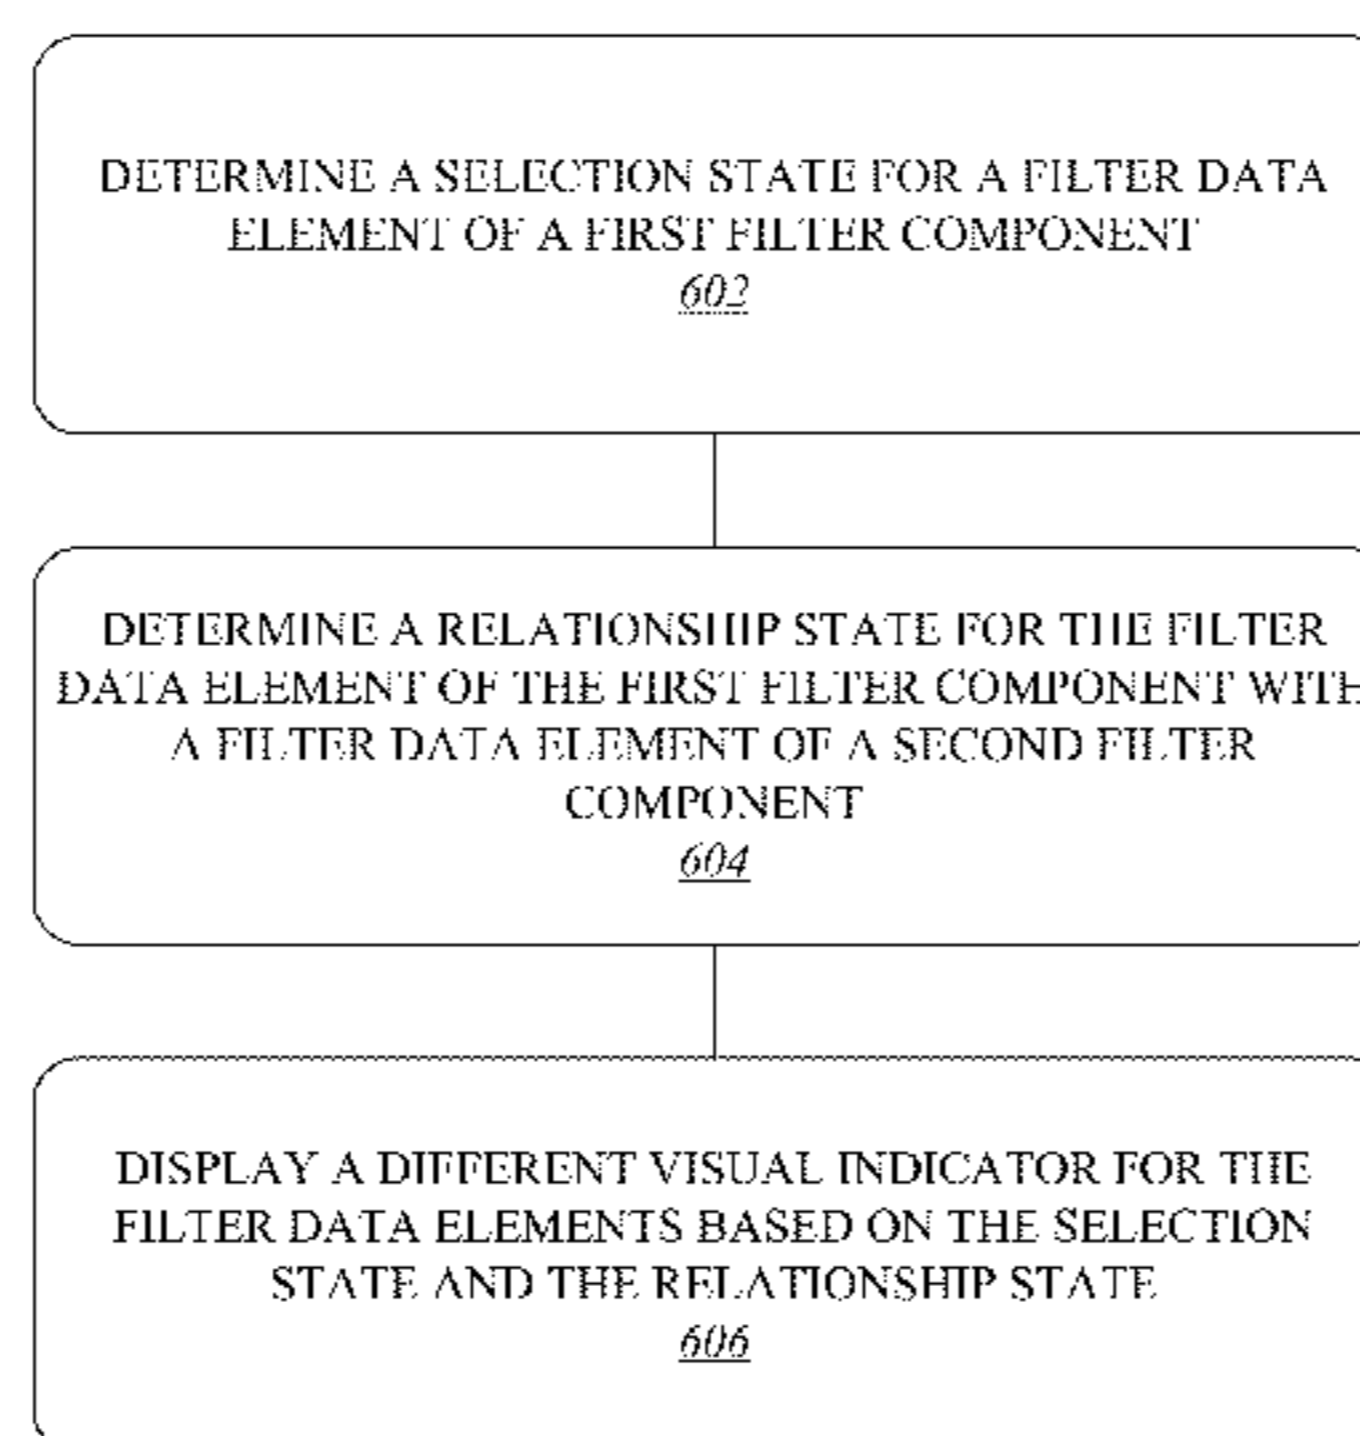 DETERMINE A SELECTION STATE FOR A FILTER DATA
ELEMENT OF A FIRST FILTER COMPONENT
602
DETERMINE A RELATIONSHIP STATE FOR THE FILTER
DATA ELEMENT OF THE FIRST FILTER COMPONENT WITH
A FILTER DATA ELEMENT OF A SECOND FILTER
COMPONENT
604
DISPLAY A DIFFERENT VISUAL INDICATOR FOR THE
FILTER DATA ELEMENTS BASED ON THE SELECTION
STATE AND THE RELATIONSHIP STATE
606